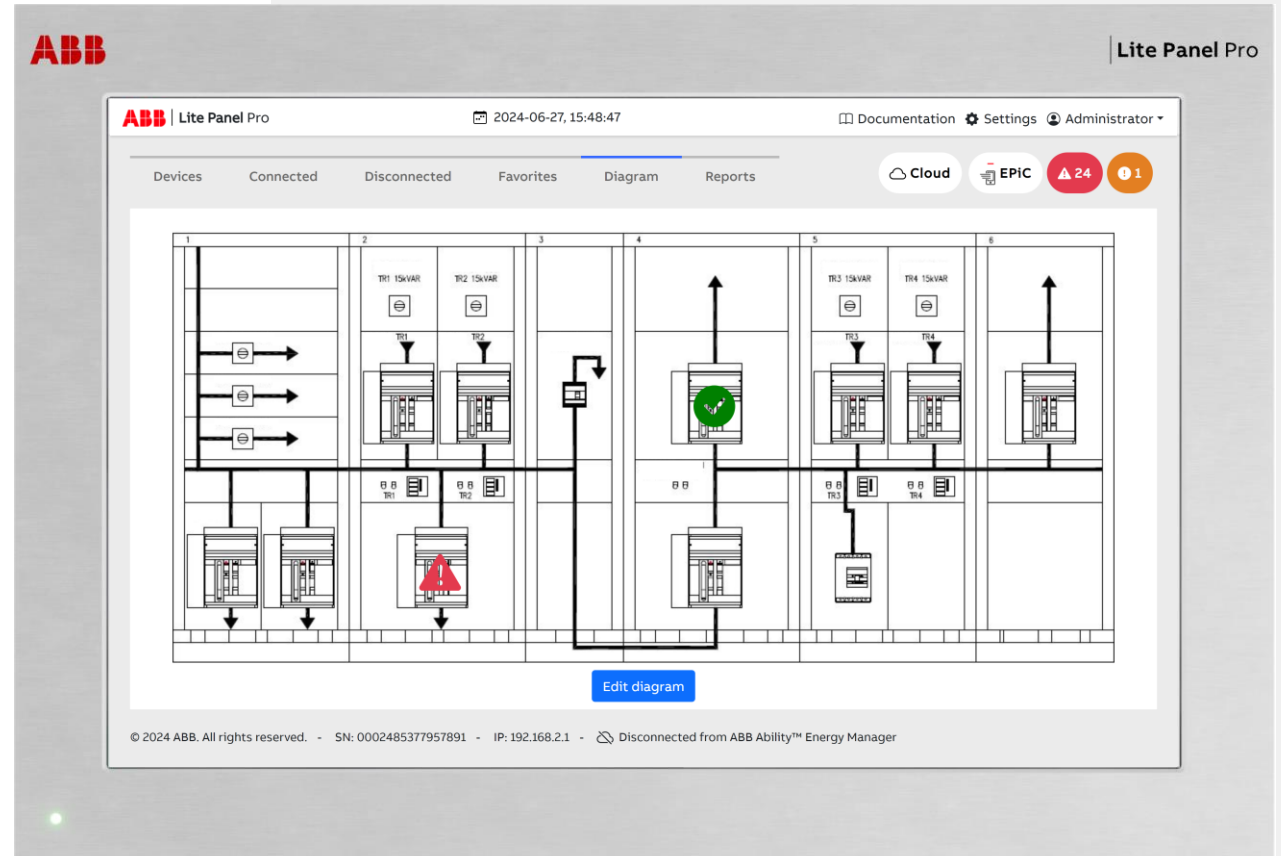 ABB
Lite Panel Pro
ABB Lite Panel Pro
2024-06-27, 15:48:47
Documentation Settings Administrator
Devices Connected Disconnected Favorites Diagram Reports
Cloud EPiC 24 1
1 2 3 4 5 6
TR1 15kVAR TR2 15kVAR TR3 15kVAR TR4 15kVAR
TR1 TR2 TR3 TR4
TR1 TR2 TR3 TR4
Edit diagram
© 2024 ABB. All rights reserved. - SN: 0002485377957891 - IP: 192.168.2.1 - Disconnected from ABB Ability™ Energy Manager